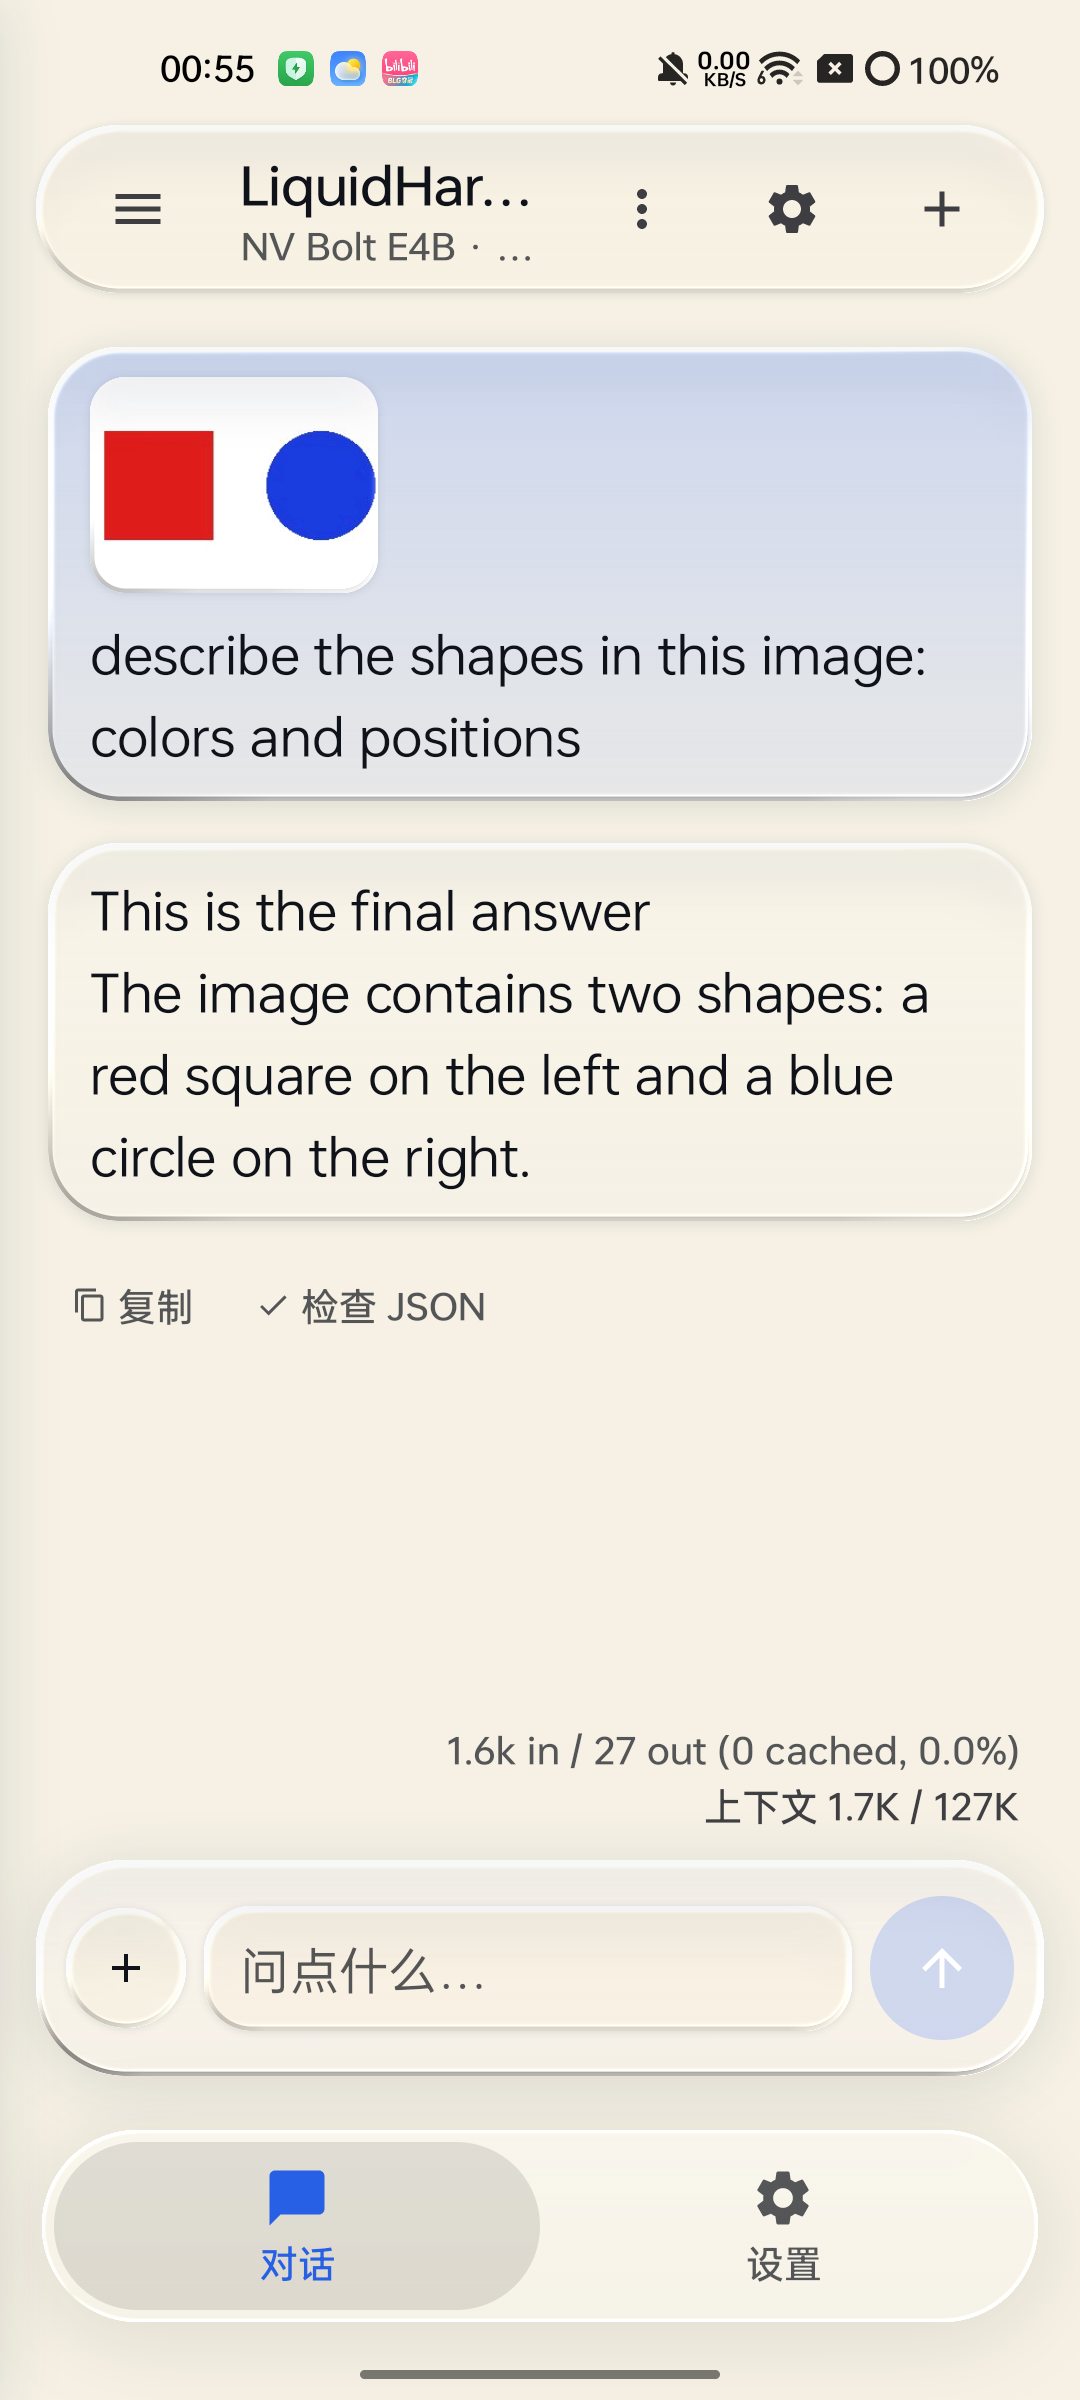 00:55
0.00
KB/S
6
100%
LiquidHar...
NV Bolt E4B · ...
describe the shapes in this image:
colors and positions
This is the final answer
The image contains two shapes: a
red square on the left and a blue
circle on the right.
复制
检查 JSON
1.6k in / 27 out (0 cached, 0.0%)
上下文 1.7K / 127K
问点什么...
对话
设置